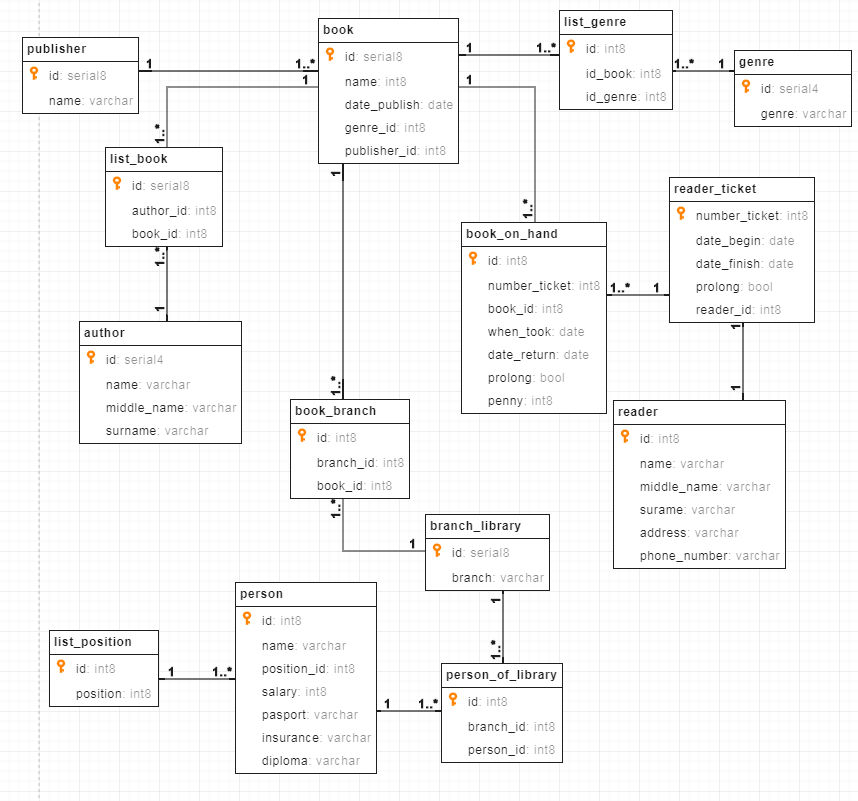 publisher
id: serial8
name: varchar
1
1..*
book
id: serial8
name: int8
date_publish: date
genre_id: int8
publisher_id: int8
1
1..*
list_genre
id: int8
id_book: int8
id_genre: int8
1..*
1
genre
id: serial4
genre: varchar
1
1..*
list_book
id: serial8
author_id: int8
book_id: int8
1..*
1
author
id: serial4
name: varchar
middle_name: varchar
surname: varchar
1
1..*
book_on_hand
id: int8
number_ticket: int8
book_id: int8
when_took: date
date_return: date
prolong: bool
penny: int8
1..*
1
reader_ticket
number_ticket: int8
date_begin: date
date_finish: date
prolong: bool
reader_id: int8
1
1
reader
id: int8
name: varchar
middle_name: varchar
surame: varchar
address: varchar
phone_number: varchar
1
1..*
book_branch
id: int8
branch_id: int8
book_id: int8
1..*
1
branch_library
id: serial8
branch: varchar
1
1..*
person_of_library
id: int8
branch_id: int8
person_id: int8
1
1..*
person
id: int8
name: varchar
position_id: int8
salary: int8
pasport: varchar
insurance: varchar
diploma: varchar
1
1..*
list_position
id: int8
position: int8